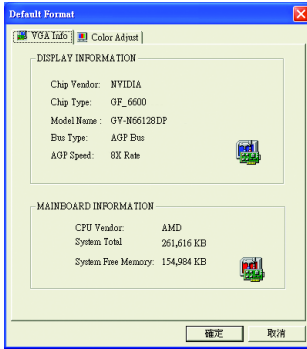 Default Format
VGA Info
Color Adjust
DISPLAY INFORMATION
Chip Vendor: NVIDIA
Chip Type: GF_6600
Model Name : GV-N66128DP
Bus Type: AGP Bus
AGP Speed: 8X Rate
MAINBOARD INFORMATION
CPU Vendor: AMD
System Total 261,616 KB
System Free Memory: 154,984 KB
確定
取消